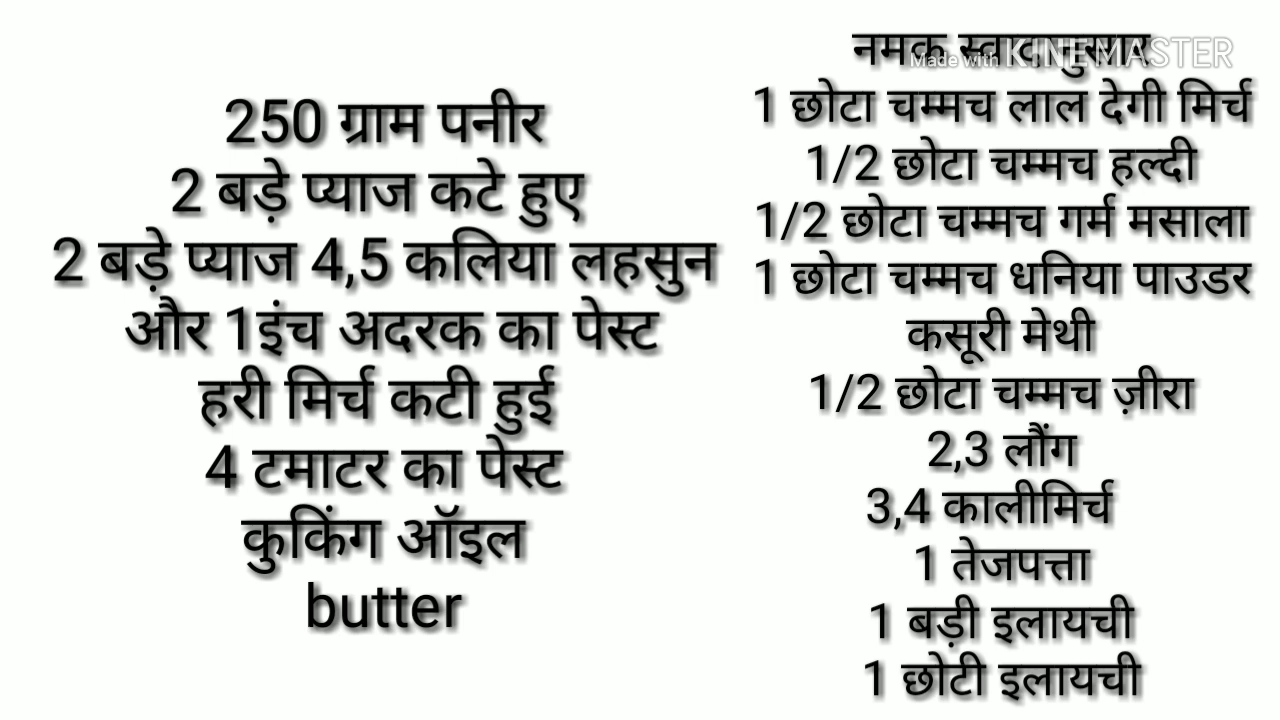 250 ग्राम पनीर
2 बड़े प्याज कटे हुए
2 बड़े प्याज 4,5 कलिया लहसुन
और 1इंच अदरक का पेस्ट
हरी मिर्च कटी हुई
4 टमाटर का पेस्ट
कुकिंग ऑइल
butter
नमक स्वादानुसार
Made with KINEMASTER
1 छोटा चम्मच लाल देगी मिर्च
1/2 छोटा चम्मच हल्दी
1/2 छोटा चम्मच गर्म मसाला
1 छोटा चम्मच धनिया पाउडर
कसूरी मेथी
1/2 छोटा चम्मच ज़ीरा
2,3 लौंग
3,4 कालीमिर्च
1 तेजपत्ता
1 बड़ी इलायची
1 छोटी इलायची